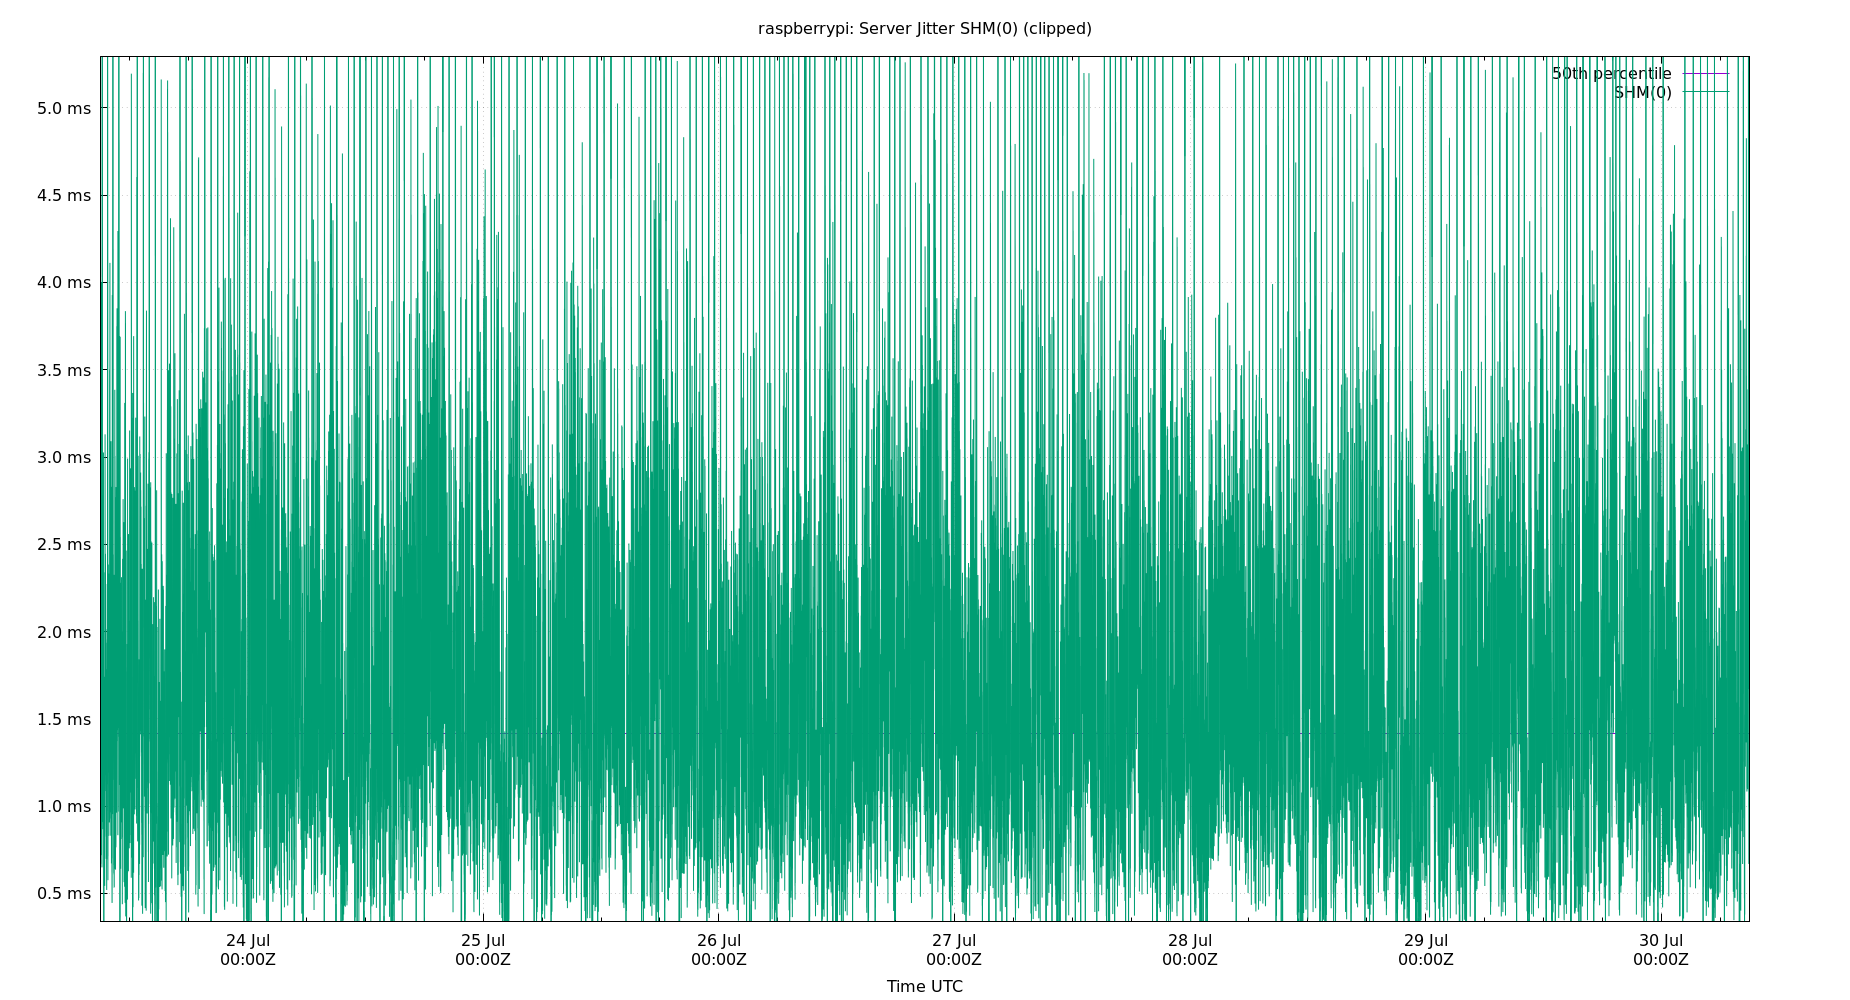 raspberrypi: Server Jitter SHM(0) (clipped)
50th percentile
SHM(0)
5.0 ms
4.5 ms
4.0 ms
3.5 ms
3.0 ms
2.5 ms
2.0 ms
1.5 ms
1.0 ms
0.5 ms
24 Jul 25 Jul 26 Jul 27 Jul 28 Jul 29 Jul 30 Jul
00:00Z 00:00Z 00:00Z 00:00Z 00:00Z 00:00Z 00:00Z
Time UTC